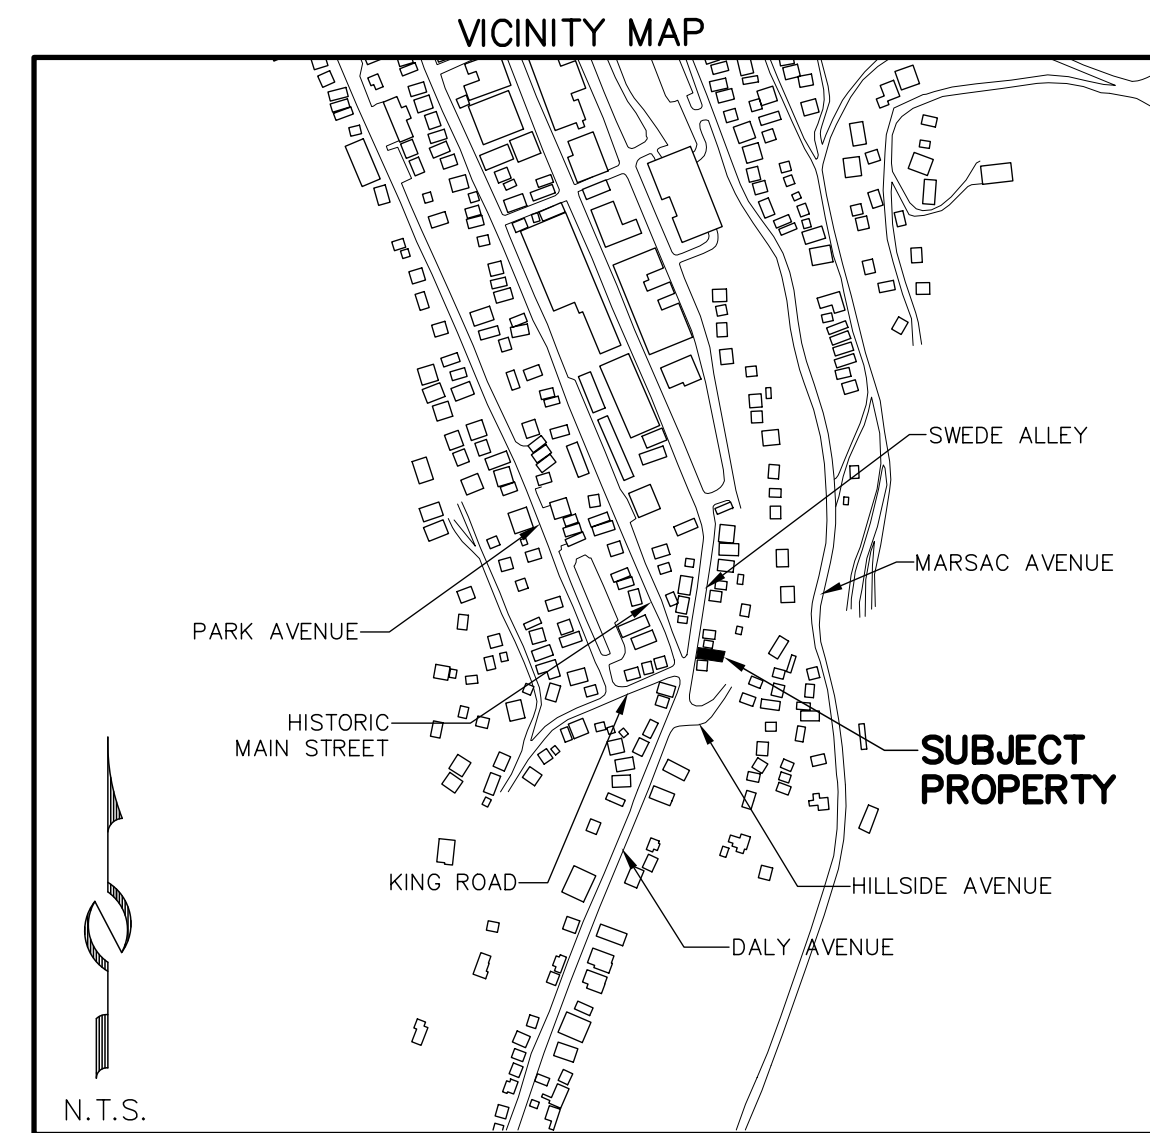 VICINITY MAP
SWEDE ALLEY
MARSAC AVENUE
PARK AVENUE
HISTORIC
MAIN STREET
SUBJECT
PROPERTY
KING ROAD
HILLSIDE AVENUE
DALY AVENUE
N.T.S.